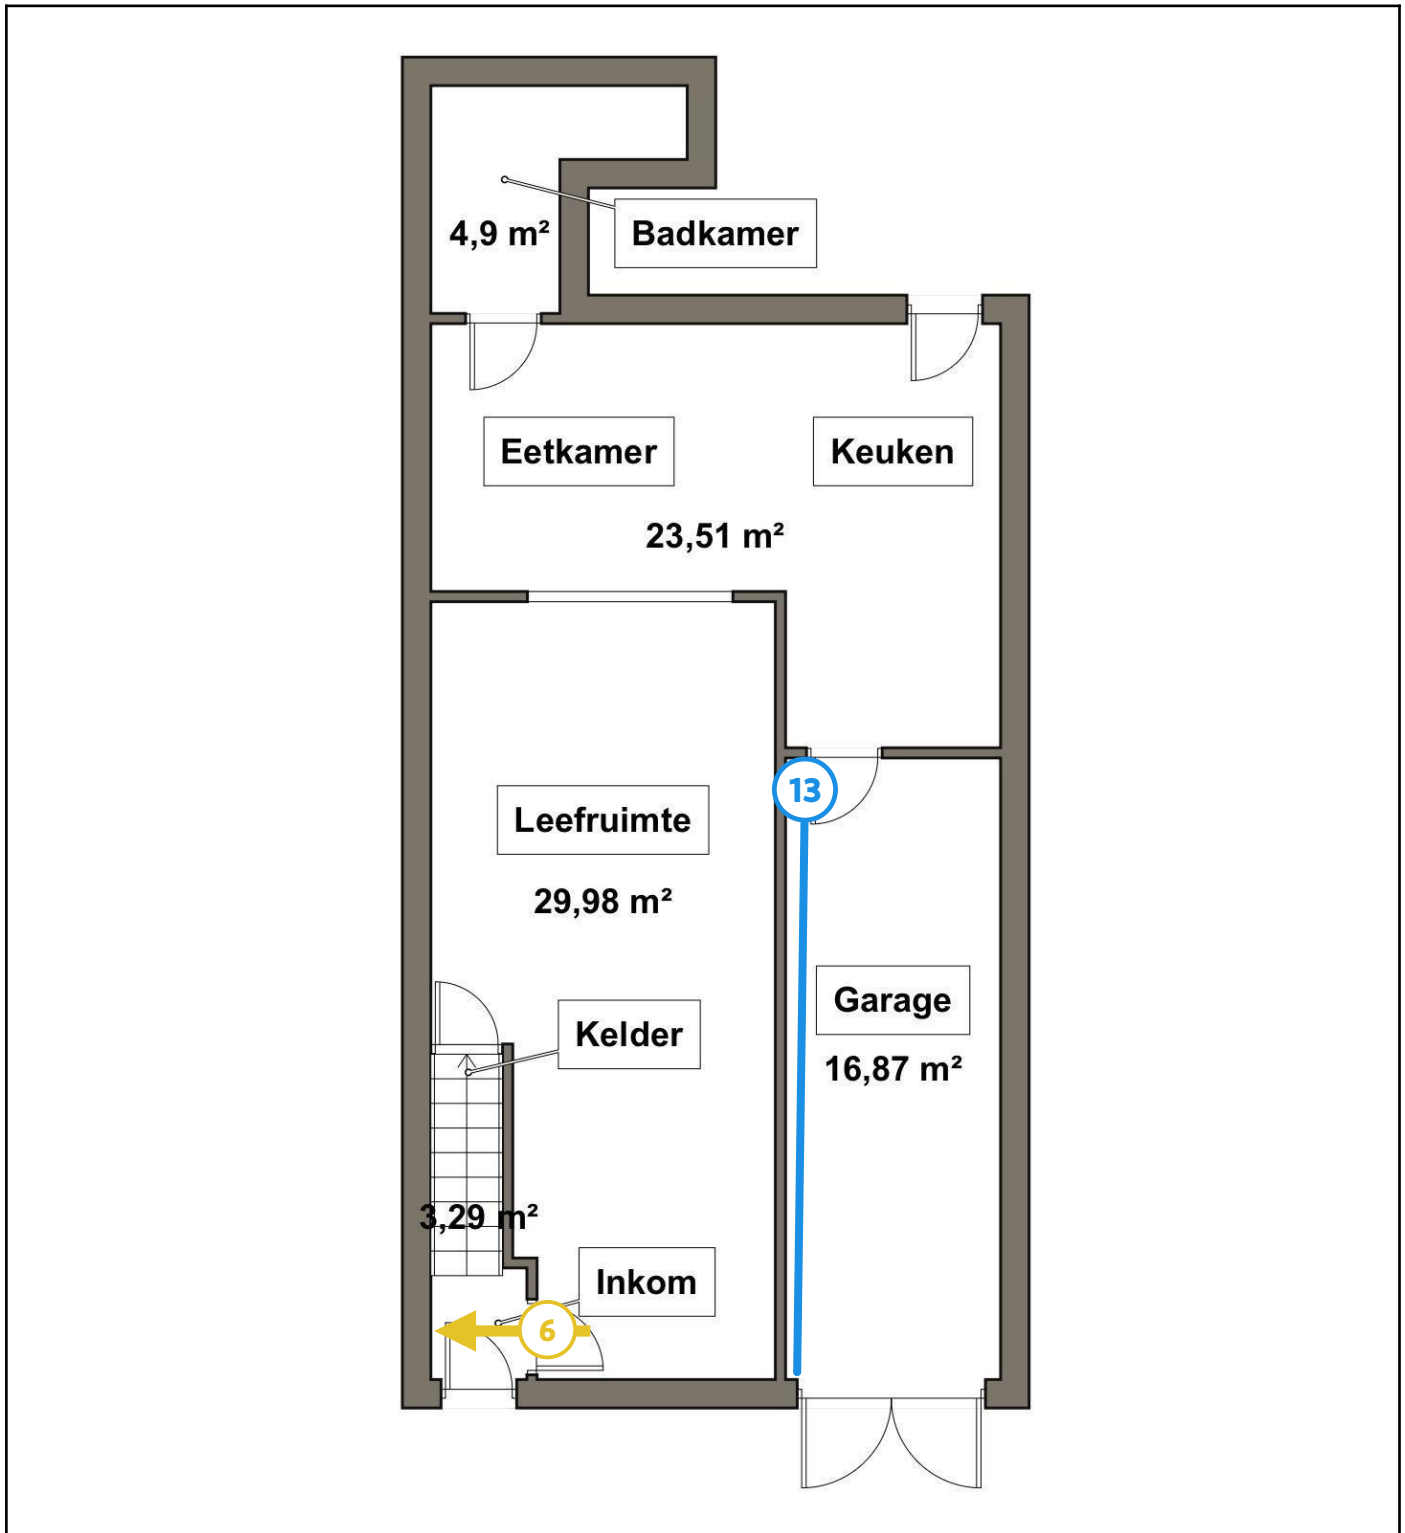 4,9 m²
Badkamer
Eetkamer
Keuken
23,51 m²
13
Leefruimte
29,98 m²
Garage
16,87 m²
Kelder
3,29 m²
Inkom
6